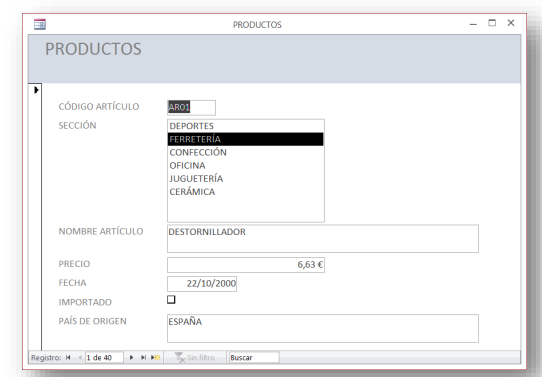 PRODUCTOS
PRODUCTOS
CÓDIGO ARTÍCULO AR01
SECCIÓN DEPORTES
FERRETERÍA
CONFECCIÓN
OFICINA
JUGUETERÍA
CERÁMICA
NOMBRE ARTÍCULO DESTORNILLADOR
PRECIO 6,63 €
FECHA 22/10/2000
IMPORTADO
PAÍS DE ORIGEN ESPAÑA
Registro: 1 de 40 Sin filtro Buscar